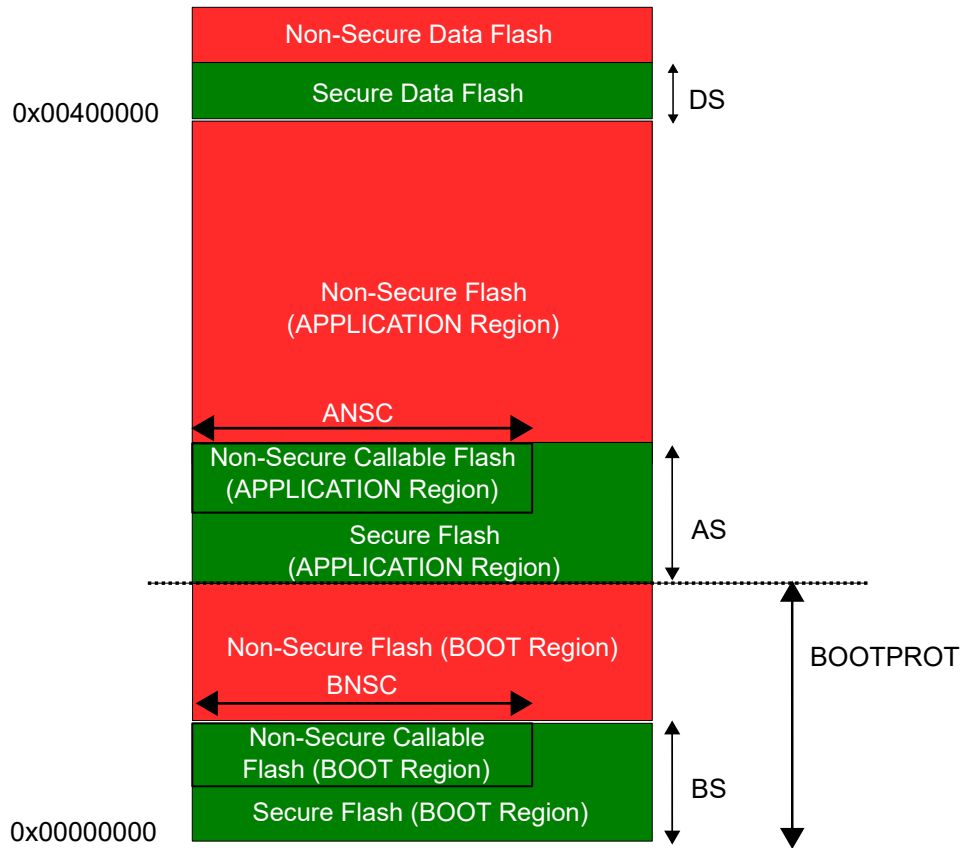 Non-Secure Data Flash
Secure Data Flash
DS
0x00400000
Non-Secure Flash
(APPLICATION Region)
ANSC
Non-Secure Callable Flash
(APPLICATION Region)
AS
Secure Flash
(APPLICATION Region)
Non-Secure Flash (BOOT Region)
BOOTPROT
BNSC
Non-Secure Callable
Flash (BOOT Region)
BS
Secure Flash (BOOT Region)
0x00000000